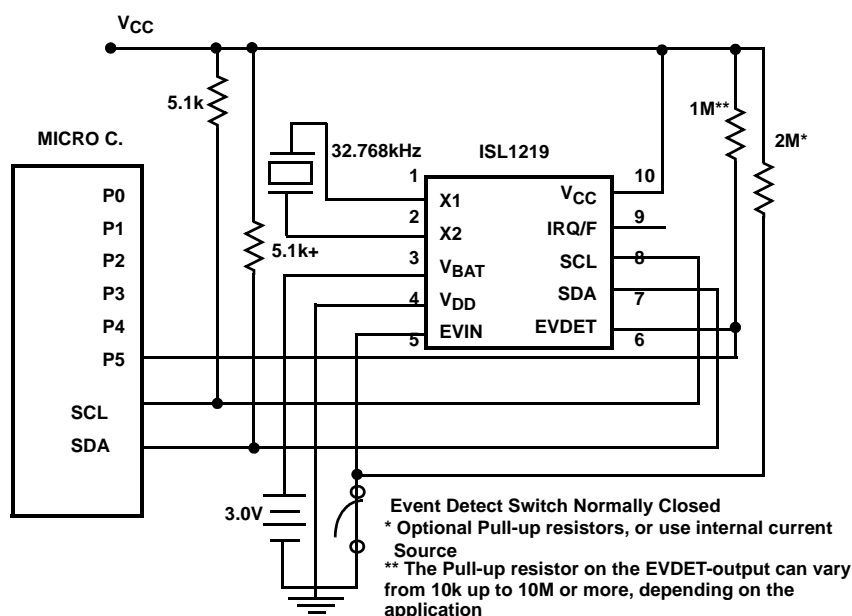 VCC
5.1k
1M**
2M*
MICRO C.
32.768kHz
ISL1219
P0
P1
P2
P3
P4
P5
SCL
SDA
5.1k+
1
2
3
4
5
X1
X2
VBAT
VDD
EVIN
VCC
IRQ/F
SCL
SDA
EVDET
10
9
8
7
6
3.0V
Event Detect Switch Normally Closed
* Optional Pull-up resistors, or use internal current
Source
** The Pull-up resistor on the EVDET-output can vary
from 10k up to 10M or more, depending on the
application